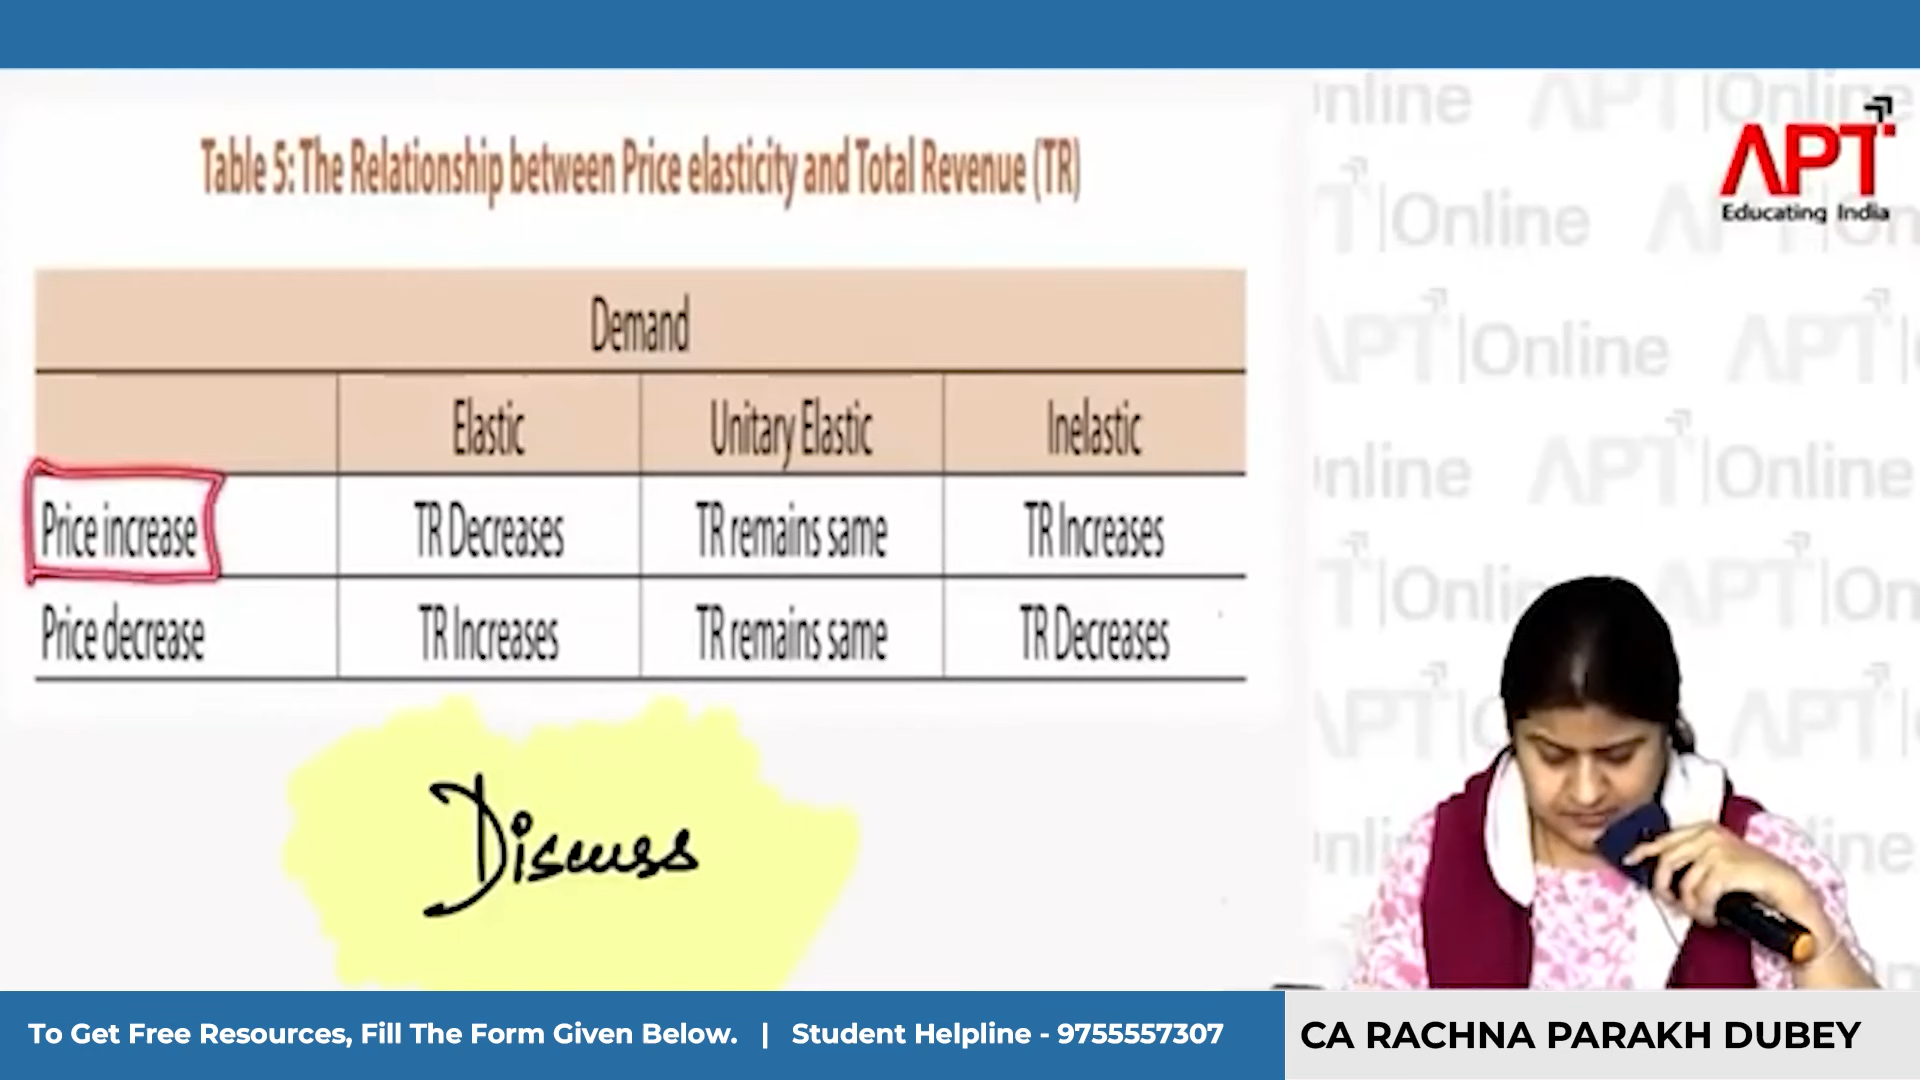 Table 5: The Relationship between Price elasticity and Total Revenue (TR)
Demand
Elastic Unitary Elastic Inelastic
Price increase TR Decreases TR remains same TR Increases
Price decrease TR Increases TR remains same TR Decreases
Discuss
APT
Educating India
APT|Online
To Get Free Resources, Fill The Form Given Below. | Student Helpline - 9755557307
CA RACHNA PARAKH DUBEY